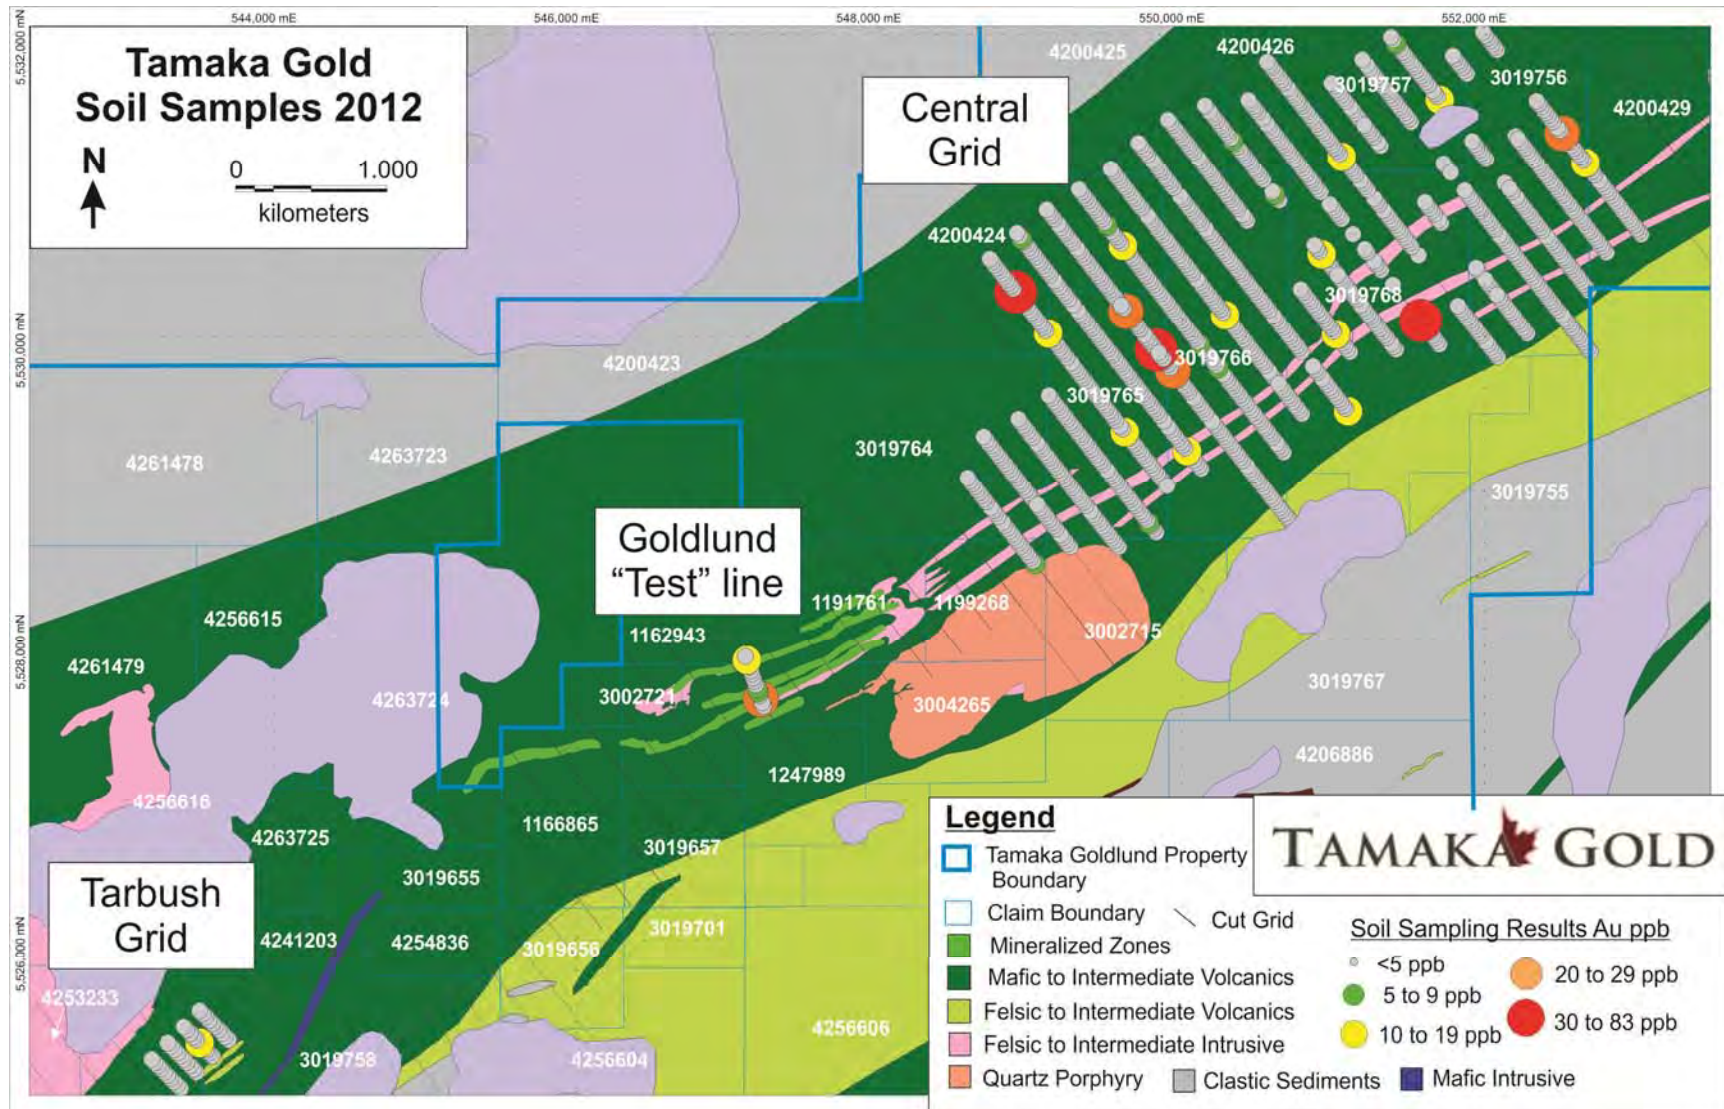 544,000 mE
546,000 mE
548,000 mE
550,000 mE
552,000 mE
5,532,000 mN
5,530,000 mN
5,528,000 mN
5,526,000 mN
Tamaka Gold
Soil Samples 2012
N
0 1.000
kilometers
Central
Grid
4200425
4200426
3019757
3019756
4200429
4200424
4200423
3019768
3019766
3019765
3019764
4261478
4263723
3019755
Goldlund
“Test” line
1191761
1199268
3002715
4256615
1162943
4261479
4263724
3002721
3004265
3019767
4206886
1247989
4256616
4263725
1166865
3019657
3019655
Tarbush
Grid
4241203
4254836
3019656
3019701
4253233
3019758
4256604
4256606
Legend
Tamaka Goldlund Property
Boundary
Claim Boundary
Cut Grid
Mineralized Zones
Mafic to Intermediate Volcanics
Felsic to Intermediate Volcanics
Felsic to Intermediate Intrusive
Quartz Porphyry
Clastic Sediments
Mafic Intrusive
TAMAKA GOLD
Soil Sampling Results Au ppb
<5 ppb
5 to 9 ppb
10 to 19 ppb
20 to 29 ppb
30 to 83 ppb